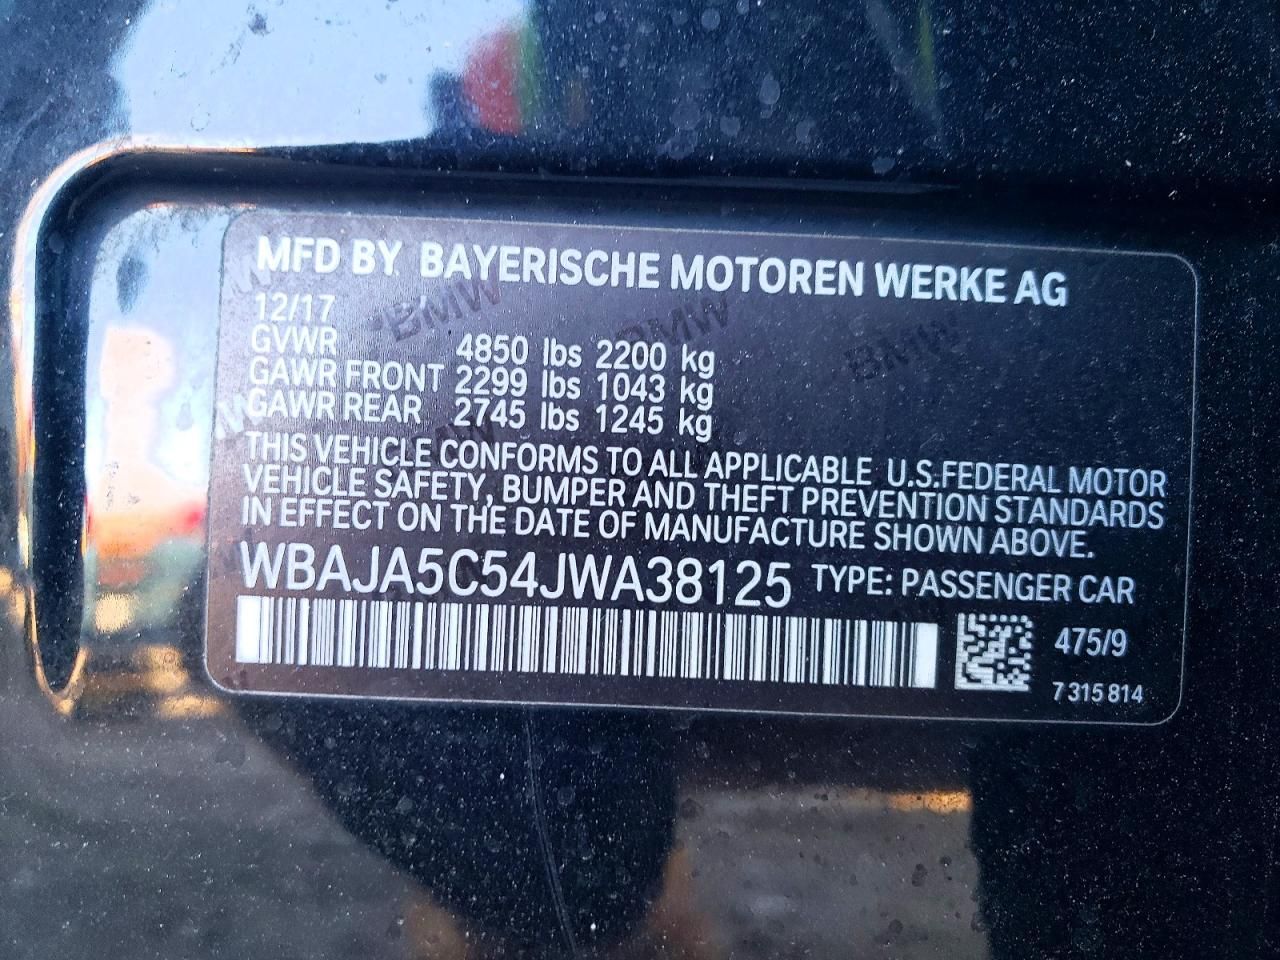 MFD BY BAYERISCHE MOTOREN WERKE AG
12/17
GVWR 4850 lbs 2200 kg
GAWR FRONT 2299 lbs 1043 kg
GAWR REAR 2745 lbs 1245 kg
THIS VEHICLE CONFORMS TO ALL APPLICABLE U.S.FEDERAL MOTOR
VEHICLE SAFETY, BUMPER AND THEFT PREVENTION STANDARDS
IN EFFECT ON THE DATE OF MANUFACTURE SHOWN ABOVE.
WBAJA5C54JWA38125 TYPE: PASSENGER CAR
475/9
7 315 814
BMW
BMW
BMW